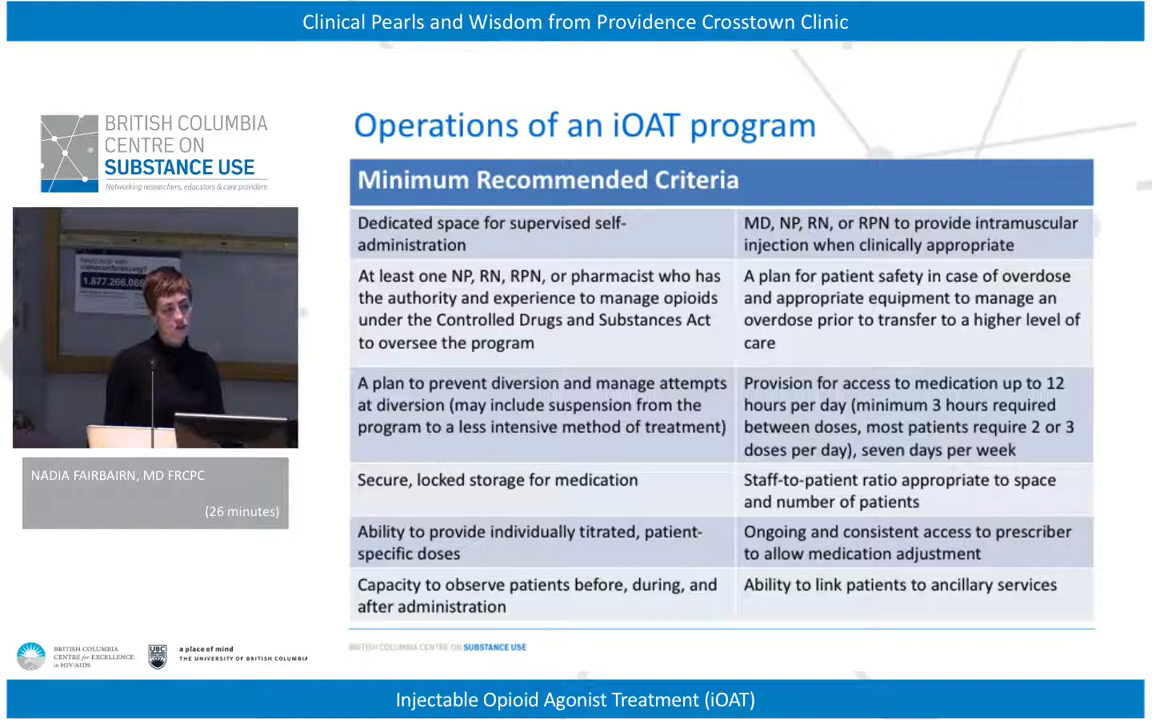 Clinical Pearls and Wisdom from Providence Crosstown Clinic
BRITISH COLUMBIA
CENTRE ON
SUBSTANCE USE
Networking researchers, educators & care providers
videoconferencing?
1.877.266.06
NADIA FAIRBAIRN, MD FRCPC
(26 minutes)
Operations of an iOAT program
Minimum Recommended Criteria
Dedicated space for supervised self-
administration
MD, NP, RN, or RPN to provide intramuscular
injection when clinically appropriate
At least one NP, RN, RPN, or pharmacist who has
the authority and experience to manage opioids
under the Controlled Drugs and Substances Act
to oversee the program
A plan for patient safety in case of overdose
and appropriate equipment to manage an
overdose prior to transfer to a higher level of
care
A plan to prevent diversion and manage attempts
at diversion (may include suspension from the
program to a less intensive method of treatment)
Provision for access to medication up to 12
hours per day (minimum 3 hours required
between doses, most patients require 2 or 3
doses per day), seven days per week
Secure, locked storage for medication
Staff-to-patient ratio appropriate to space
and number of patients
Ability to provide individually titrated, patient-
specific doses
Ongoing and consistent access to prescriber
to allow medication adjustment
Capacity to observe patients before, during, and
after administration
Ability to link patients to ancillary services
BRITISH COLUMBIA CENTRE ON SUBSTANCE USE
BRITISH COLUMBIA
CENTRE for EXCELLENCE
in HIV/AIDS
UBC
a place of mind
THE UNIVERSITY OF BRITISH COLUMBIA
Injectable Opioid Agonist Treatment (iOAT)